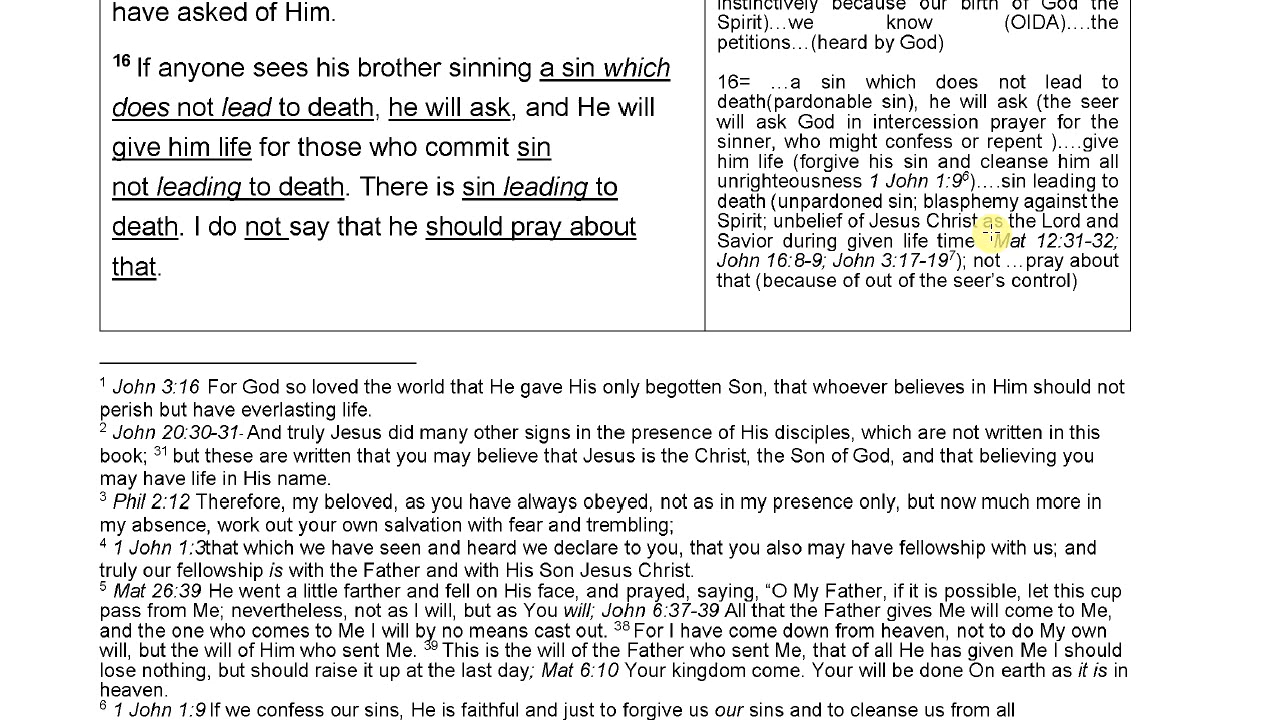 have asked of Him.
16 If anyone sees his brother sinning a sin which
does not lead to death, he will ask, and He will
give him life for those who commit sin
not leading to death. There is sin leading to
death. I do not say that he should pray about
that.
instinctively because our birth of God the
Spirit)...we know (OIDA)....the
petitions...(heard by God)
16= ...a sin which does not lead to
death(pardonable sin), he will ask (the seer
will ask God in intercession prayer for the
sinner, who might confess or repent )....give
him life (forgive his sin and cleanse him all
unrighteousness 1 John 1:9⁶)....sin leading to
death (unpardoned sin; blasphemy against the
Spirit; unbelief of Jesus Christ as the Lord and
Savior during given life time Mat 12:31-32;
John 16:8-9; John 3:17-19⁷); not ...pray about
that (because of out of the seer's control)
¹ John 3:16 For God so loved the world that He gave His only begotten Son, that whoever believes in Him should not
perish but have everlasting life.
² John 20:30-31-And truly Jesus did many other signs in the presence of His disciples, which are not written in this
book; ³¹ but these are written that you may believe that Jesus is the Christ, the Son of God, and that believing you
may have life in His name.
³ Phil 2:12 Therefore, my beloved, as you have always obeyed, not as in my presence only, but now much more in
my absence, work out your own salvation with fear and trembling;
⁴ 1 John 1:3that which we have seen and heard we declare to you, that you also may have fellowship with us; and
truly our fellowship is with the Father and with His Son Jesus Christ.
⁵ Mat 26:39 He went a little farther and fell on His face, and prayed, saying, “O My Father, if it is possible, let this cup
pass from Me; nevertheless, not as I will, but as You will; John 6:37-39 All that the Father gives Me will come to Me,
and the one who comes to Me I will by no means cast out. ³⁸ For I have come down from heaven, not to do My own
will, but the will of Him who sent Me. ³⁹ This is the will of the Father who sent Me, that of all He has given Me I should
lose nothing, but should raise it up at the last day; Mat 6:10 Your kingdom come. Your will be done On earth as it is in
heaven.
⁶ 1 John 1:9 If we confess our sins, He is faithful and just to forgive us our sins and to cleanse us from all